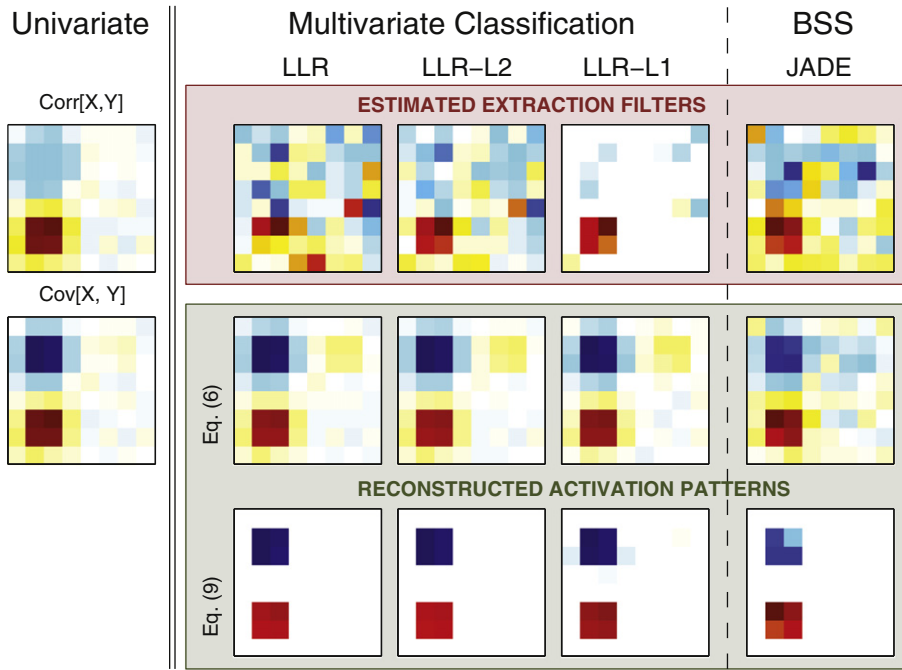 Univariate
Multivariate Classification
BSS
LLR
LLR−L2
LLR−L1
JADE
Corr[X,Y]
ESTIMATED EXTRACTION FILTERS
Cov[X, Y]
Eq. (6)
RECONSTRUCTED ACTIVATION PATTERNS
Eq. (9)